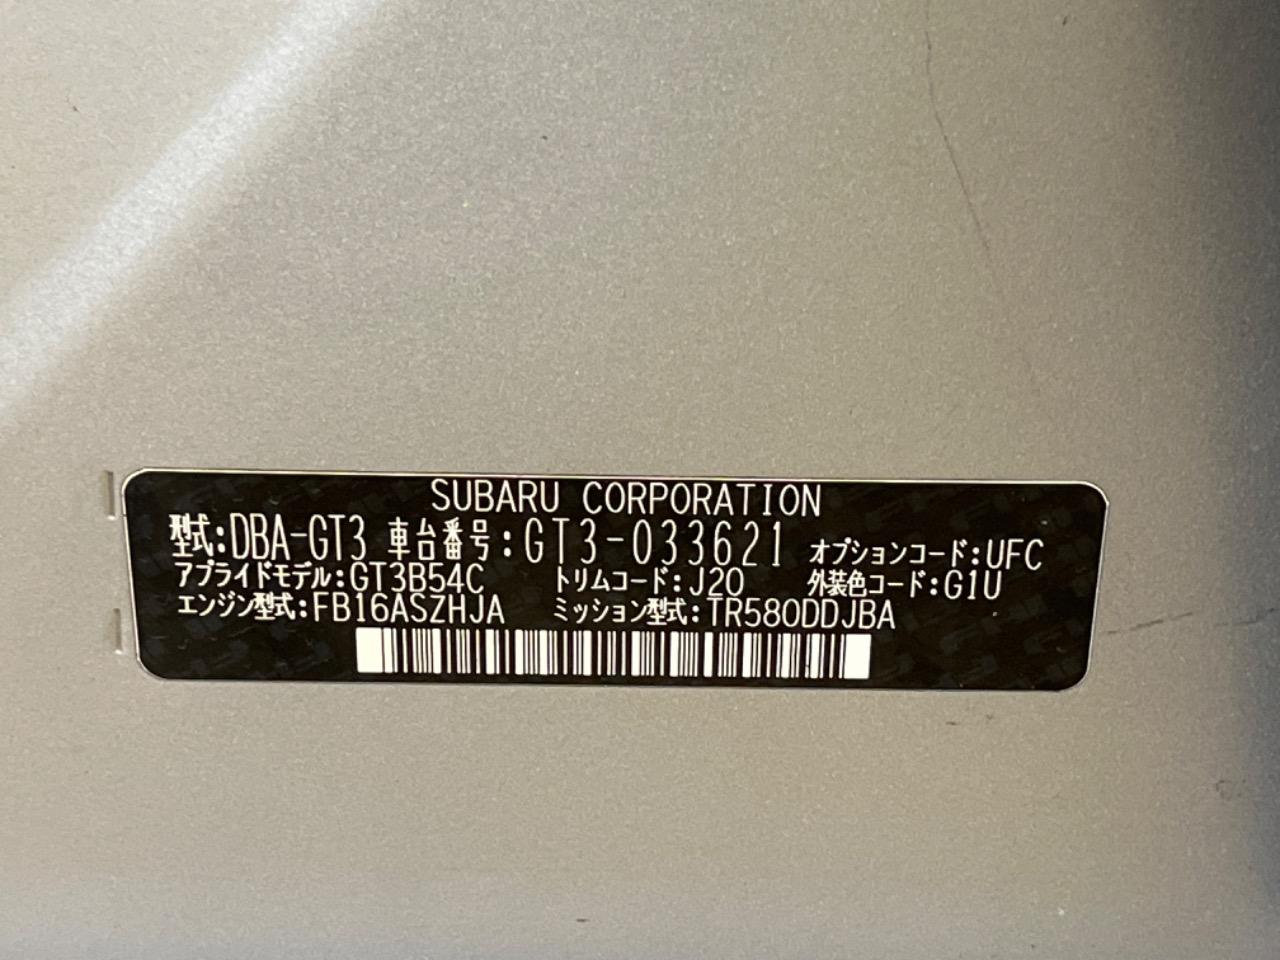 SUBARU CORPORATION
型式:DBA-GT3 車台番号:GT3-033621 オプションコード:UFC
アプライドモデル:GT3B54C トリムコード:J20 外装色コード:G1U
エンジン型式:FB16ASZHJA ミッション型式:TR580DDJBA